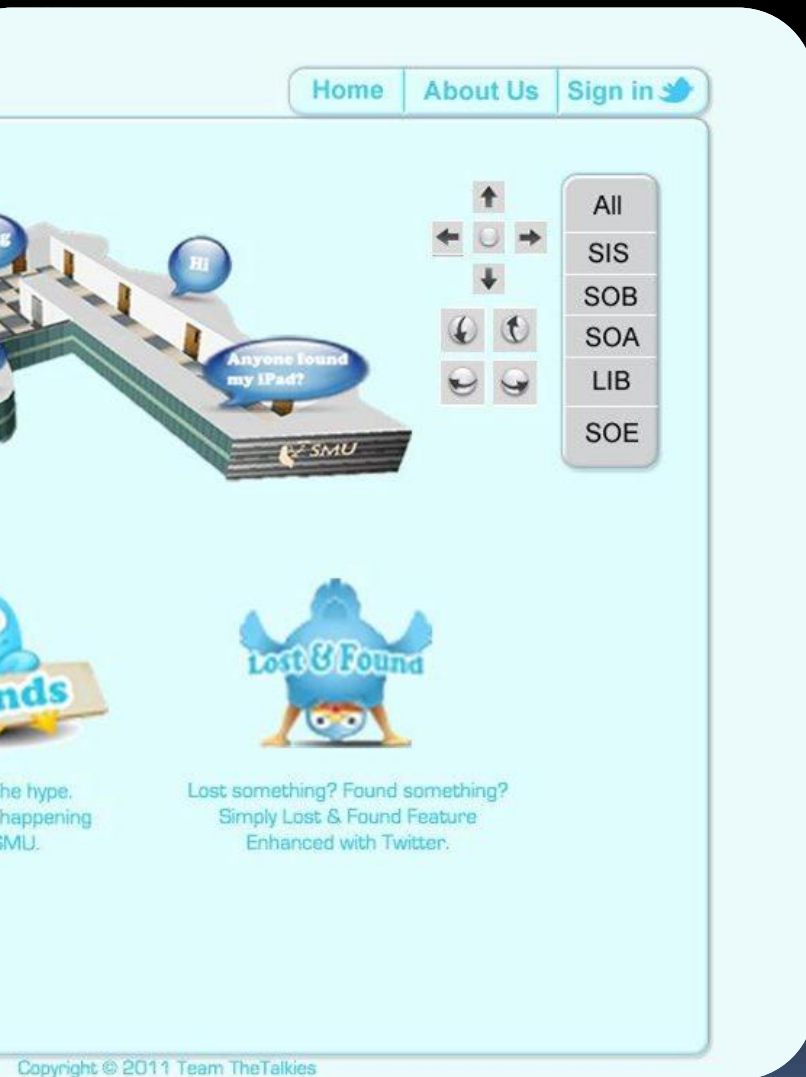 Home About Us Sign in
Hi
Anyone found
my iPad?
SMU
All
SIS
SOB
SOA
LIB
SOE
Lost & Found
nds
he hype.
happening
SMU.
Lost something? Found something?
Simply Lost & Found Feature
Enhanced with Twitter.
Copyright © 2011 Team TheTalkies